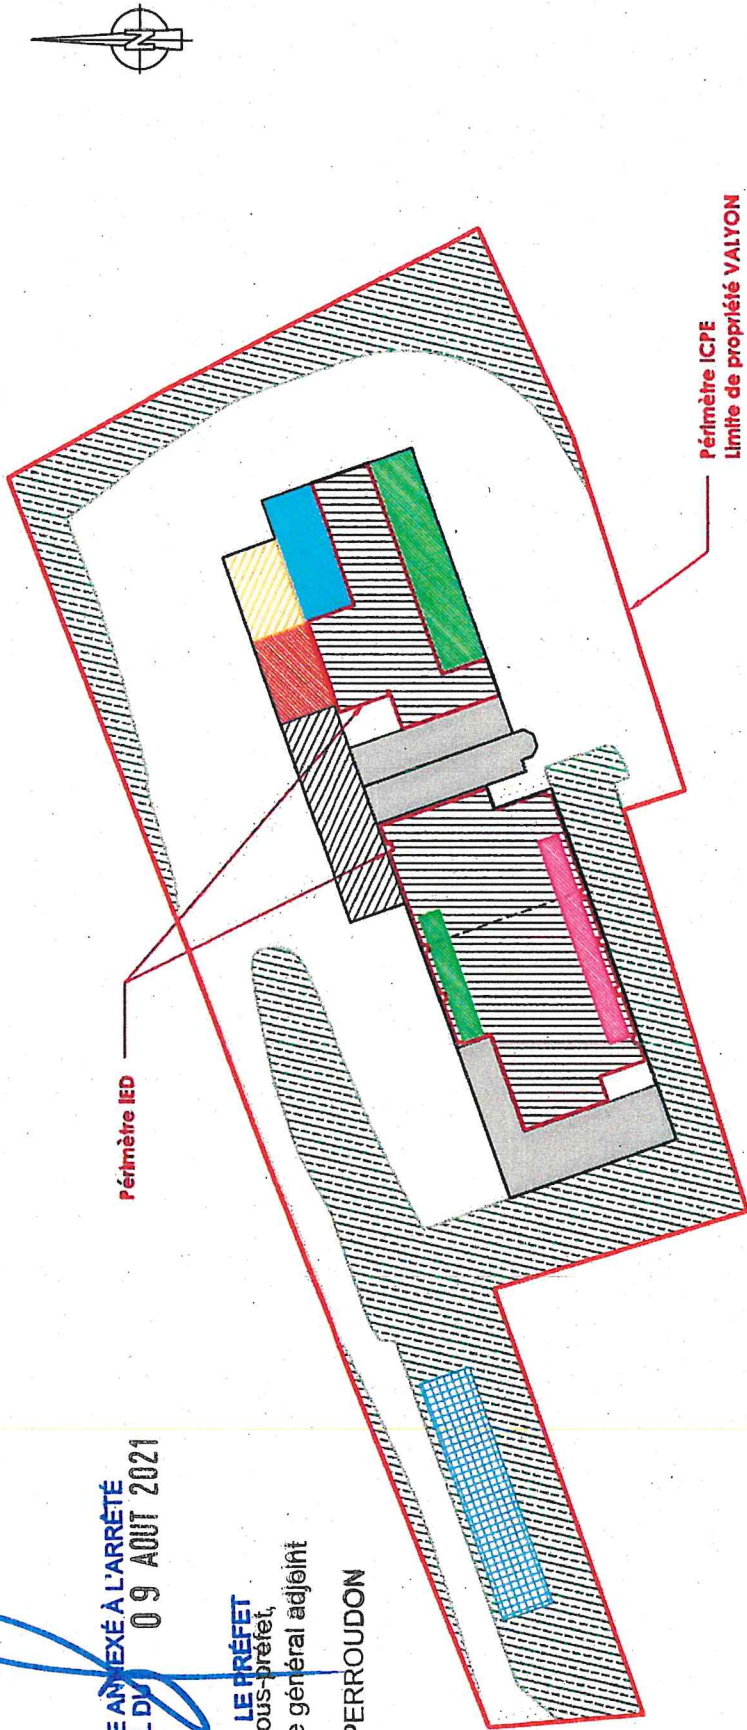 E ANNEXÉ À L'ARRÊTÉ
L DU 09 AOUT 2021
LE PRÉFET
ous-préfet,
e général adjoint
PERROUDON
Périmètre IED
Périmètre ICPE
Limite de propriété VALYON
N